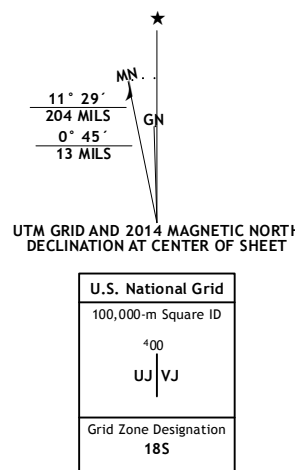 MN
11° 29´
204 MILS
GN
0° 45´
13 MILS
UTM GRID AND 2014 MAGNETIC NORTH
DECLINATION AT CENTER OF SHEET
U.S. National Grid
100,000-m Square ID
⁴00
UJ VJ
Grid Zone Designation
18S